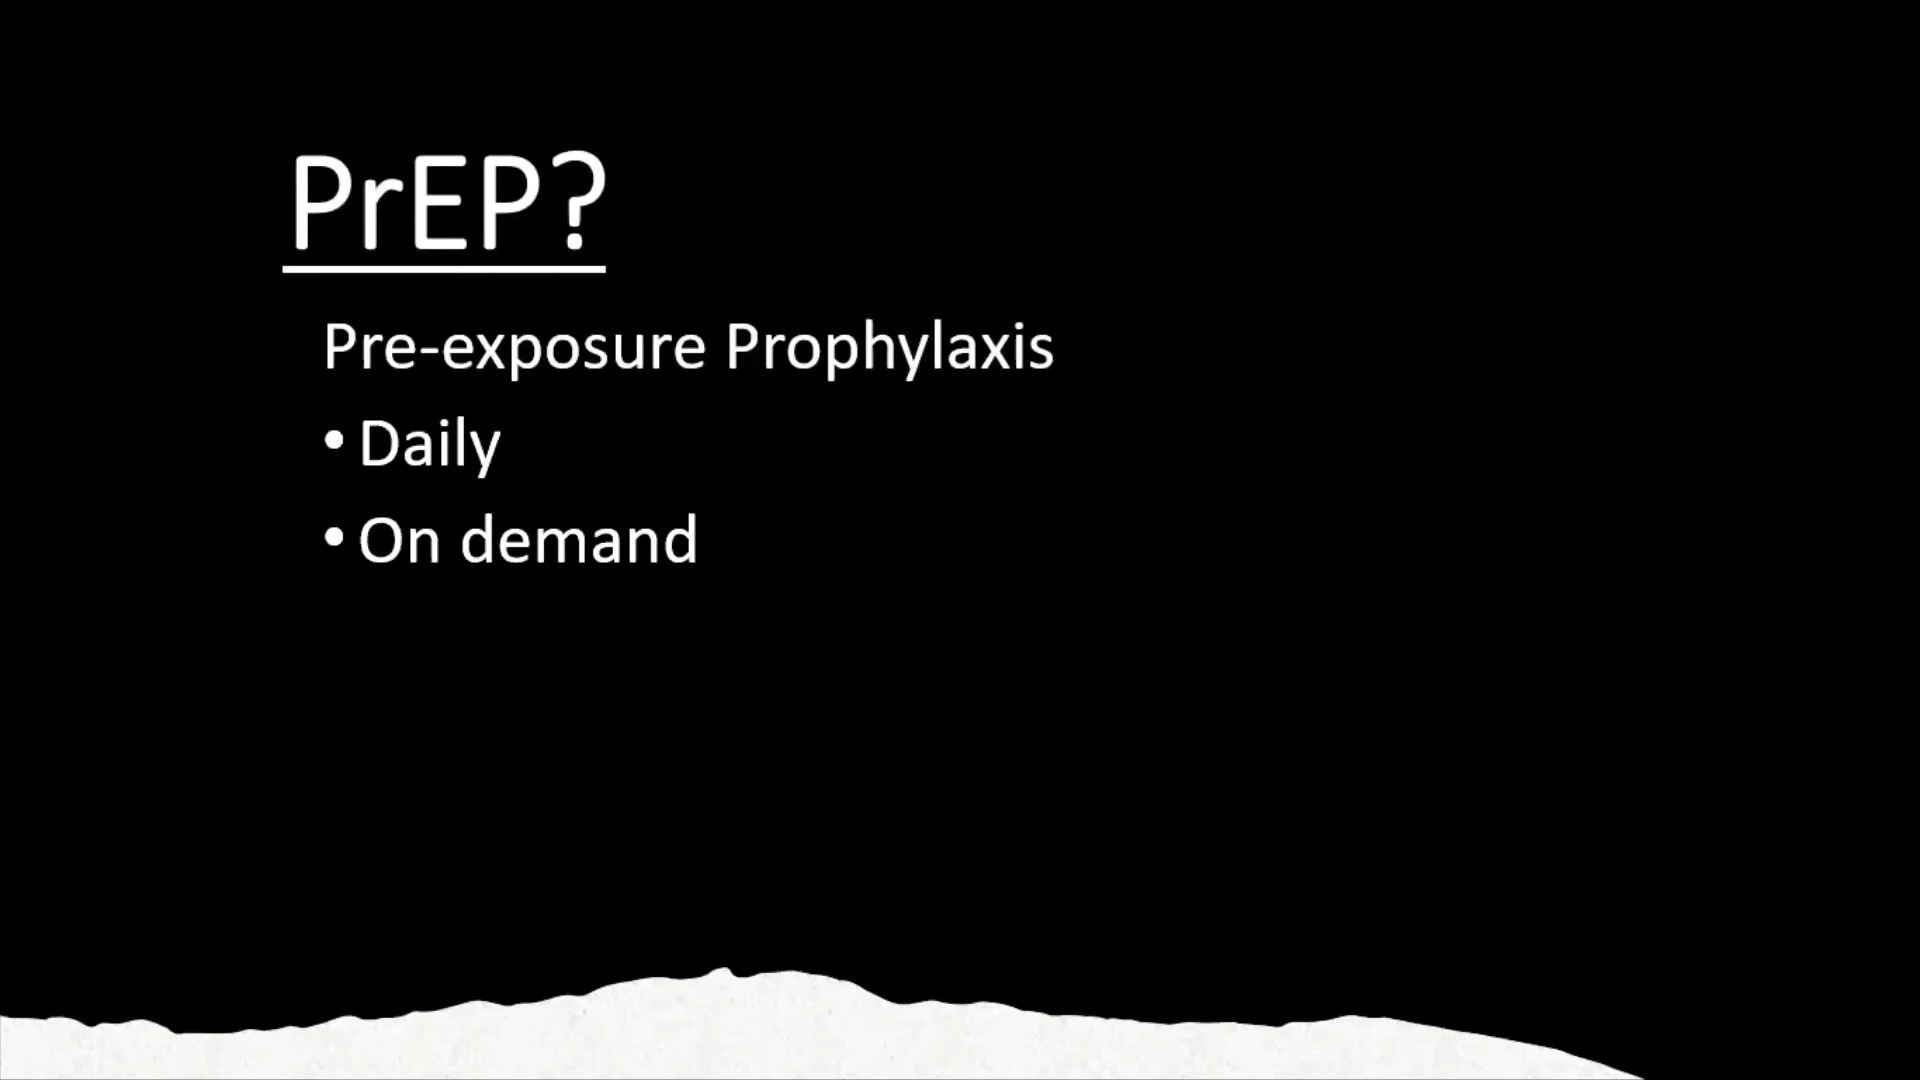 PrEP?
Pre-exposure Prophylaxis
• Daily
• On demand